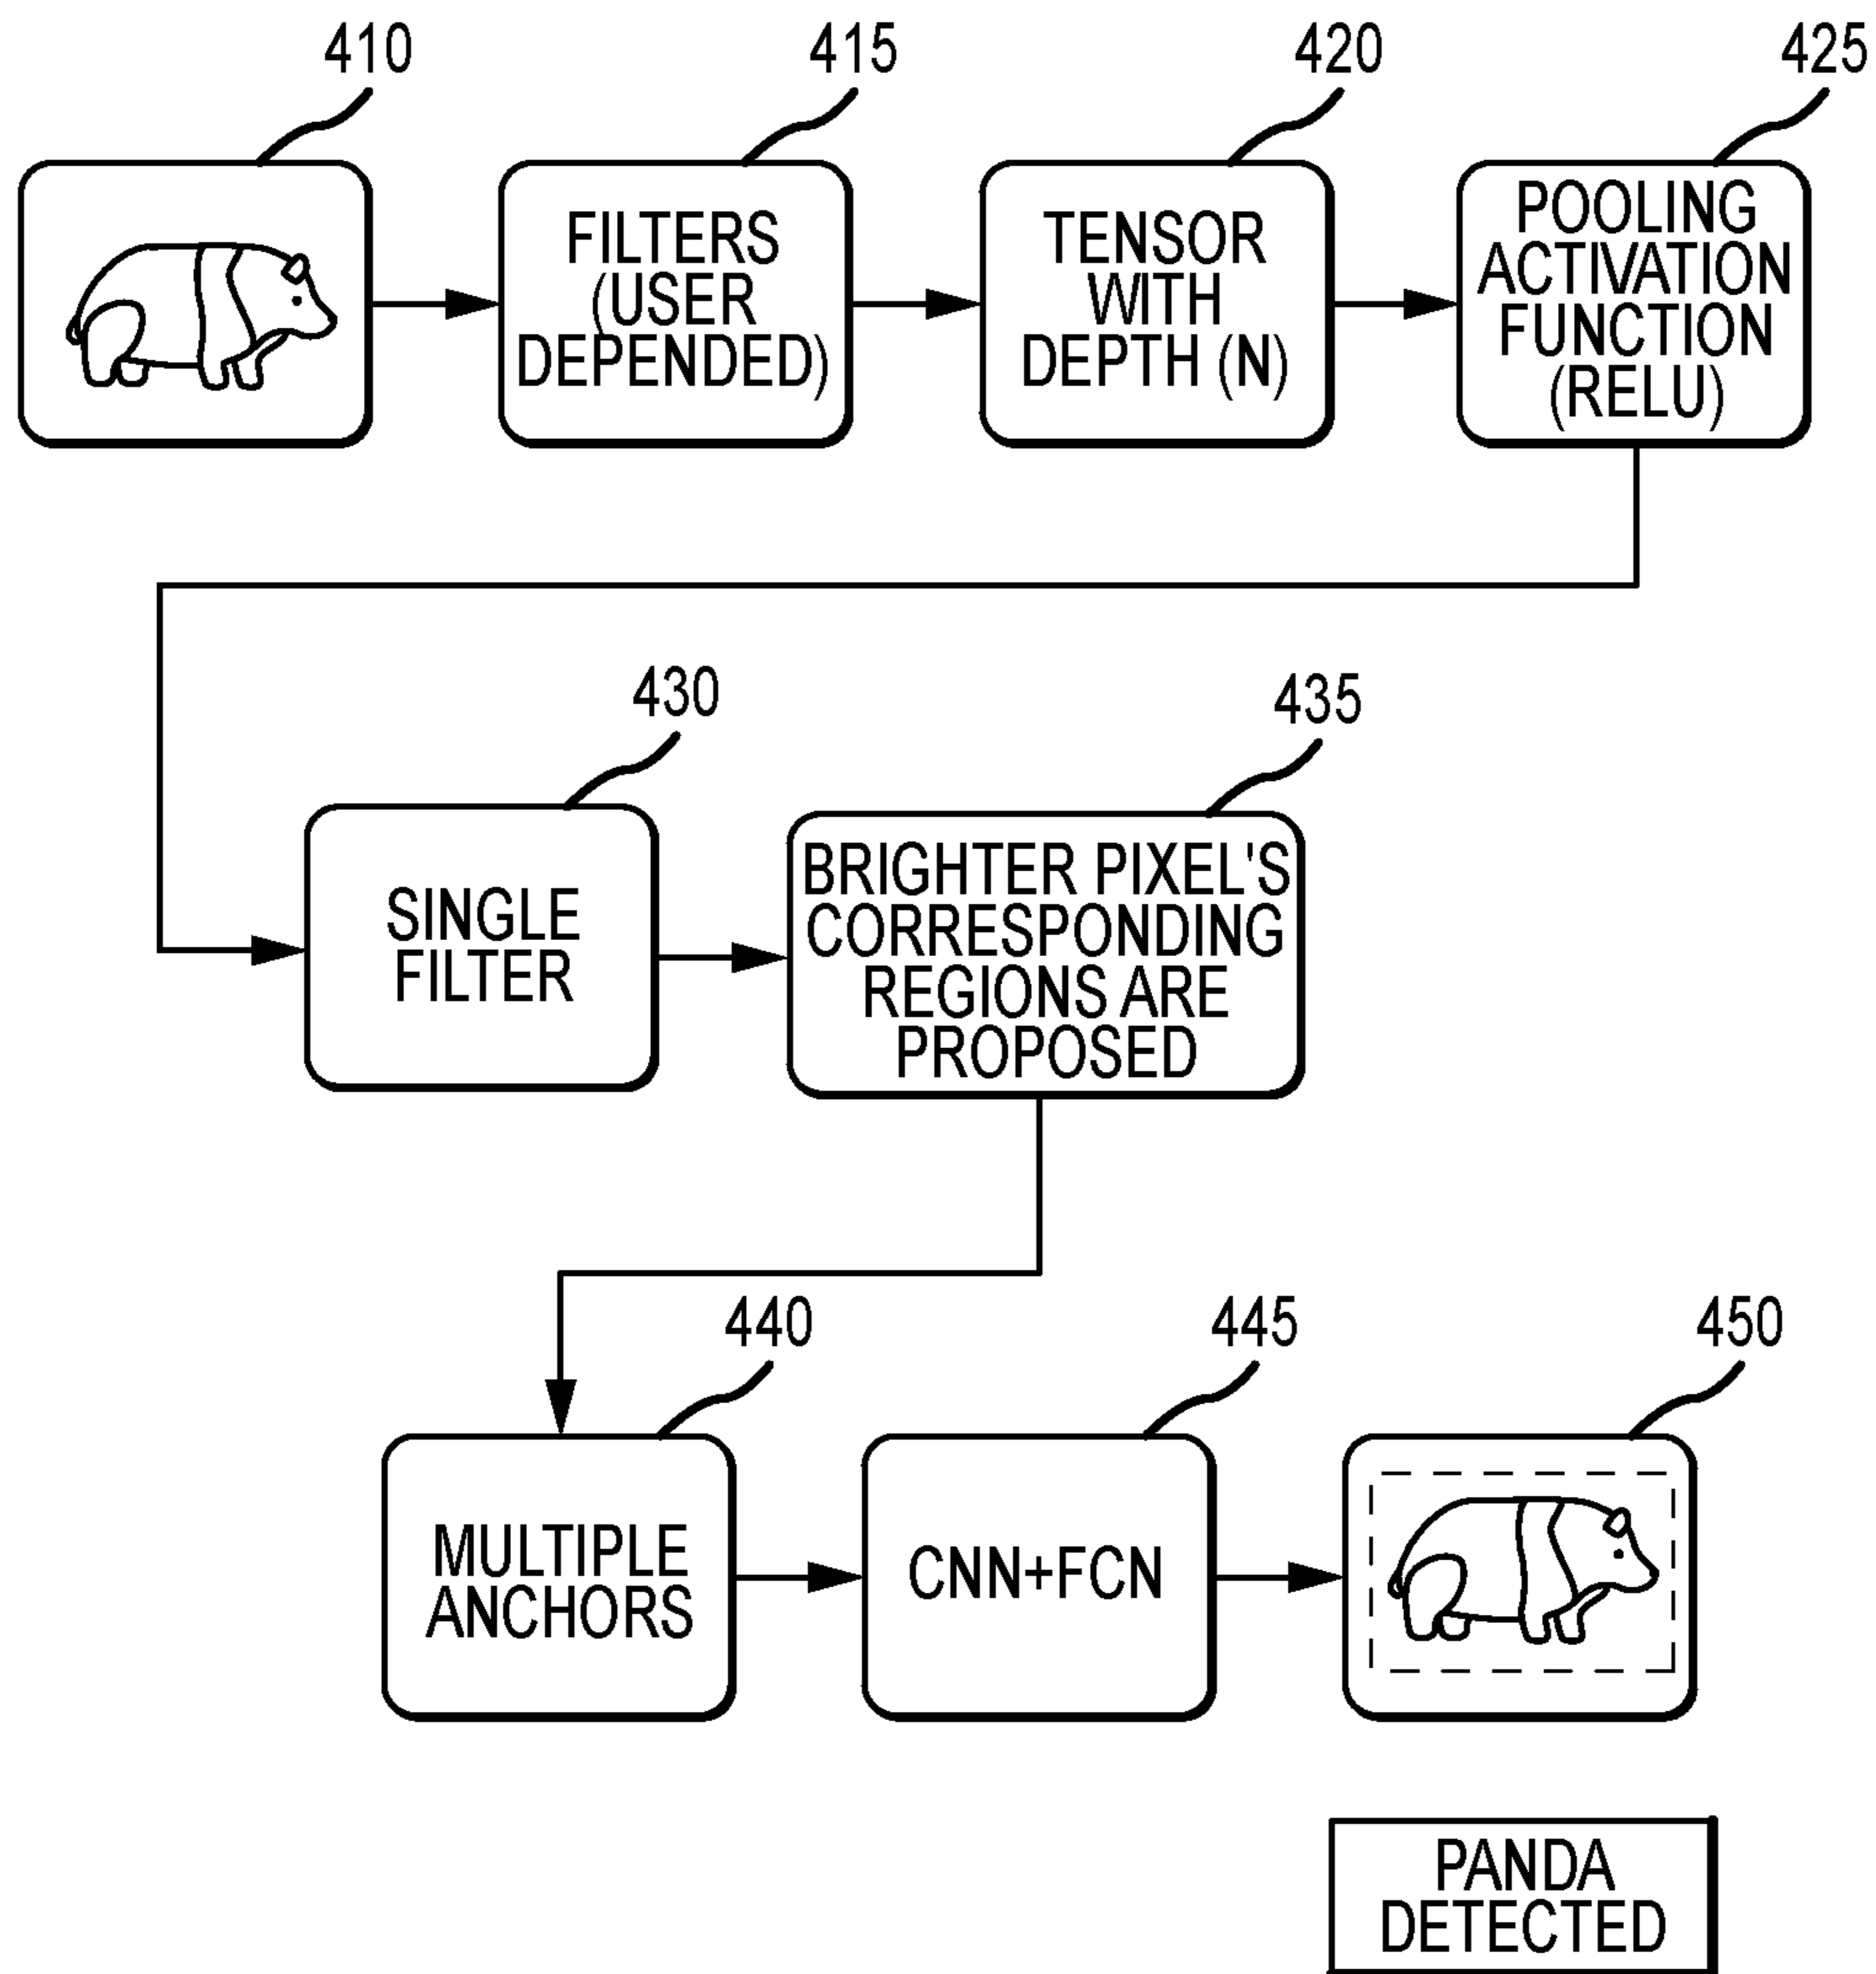 410
415
420
425
FILTERS
(USER
DEPENDED)
TENSOR
WITH
DEPTH (N)
POOLING
ACTIVATION
FUNCTION
(RELU)
430
435
SINGLE
FILTER
BRIGHTER PIXEL'S
CORRESPONDING
REGIONS ARE
PROPOSED
440
445
450
MULTIPLE
ANCHORS
CNN+FCN
PANDA
DETECTED